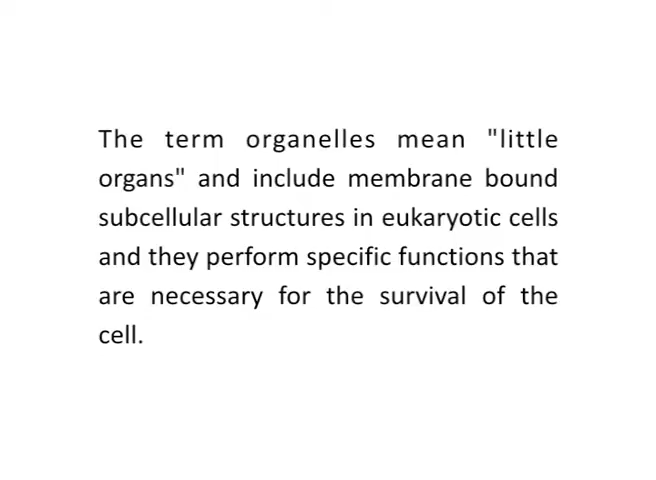 The term organelles mean "little
organs" and include membrane bound
subcellular structures in eukaryotic cells
and they perform specific functions that
are necessary for the survival of the
cell.